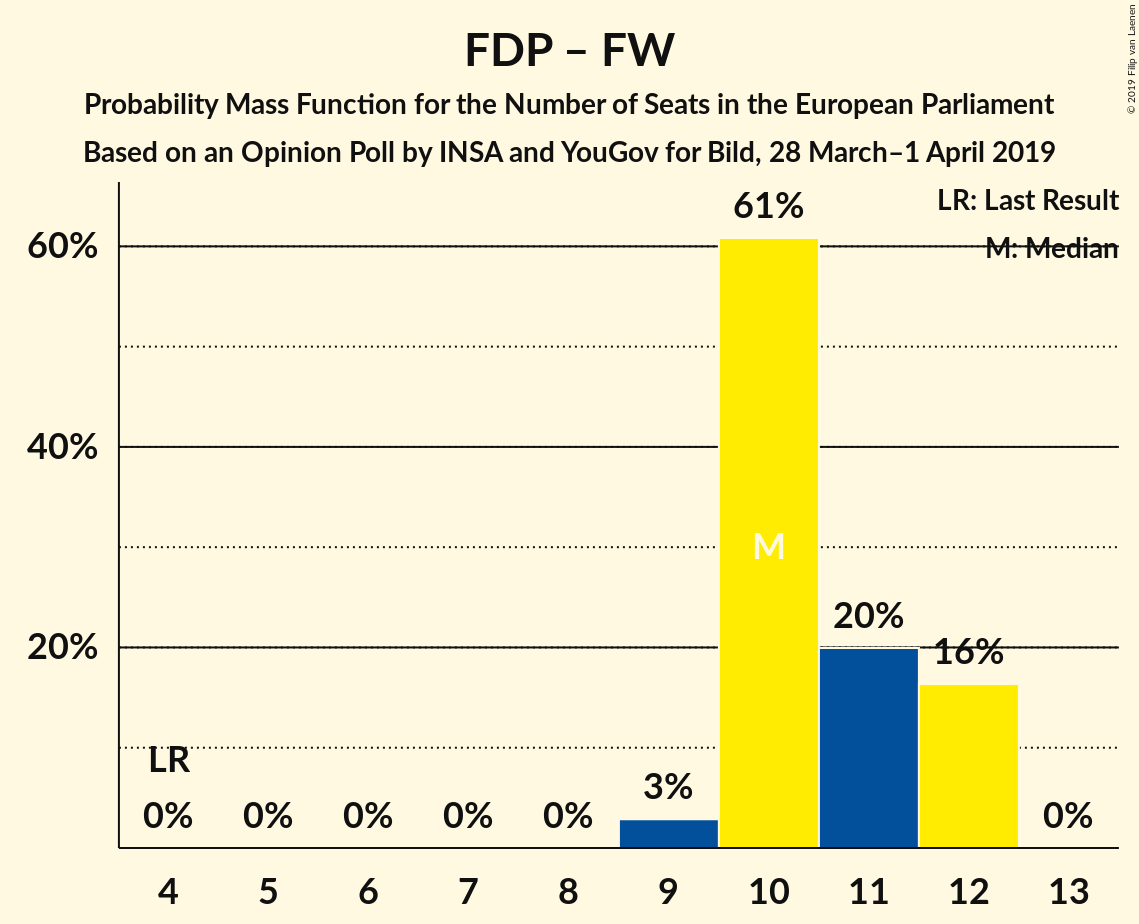 FDP – FW
Probability Mass Function for the Number of Seats in the European Parliament
Based on an Opinion Poll by INSA and YouGov for Bild, 28 March–1 April 2019
© 2019 Filip van Laenen
LR: Last Result
M: Median
61%
60%
40%
M
20%
20%
16%
LR
3%
0% 0% 0% 0% 0% 0%
4 5 6 7 8 9 10 11 12 13